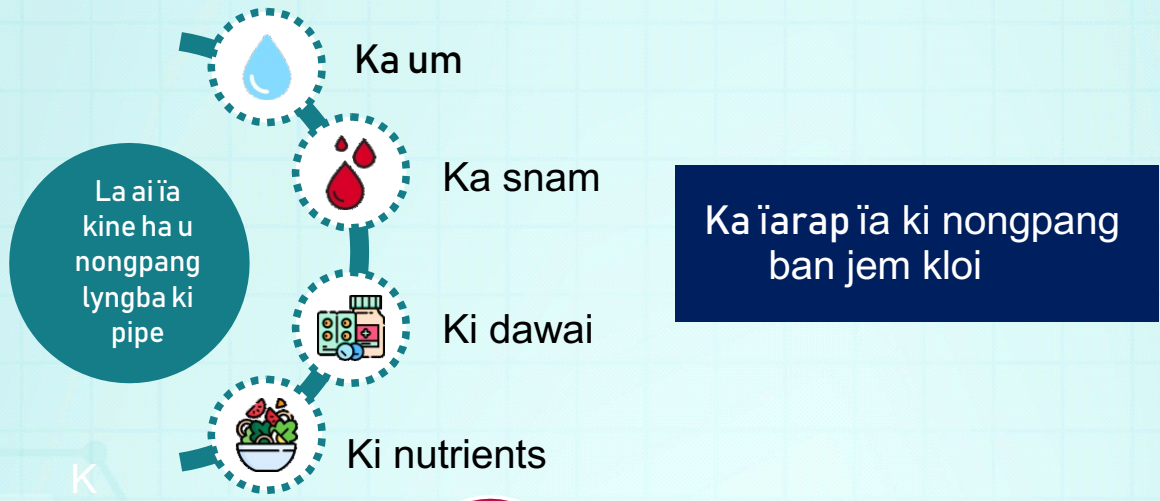 La ai ïa
kine ha u
nongpang
lyngba ki
pipe
Ka um
Ka snam
Ki dawai
Ki nutrients
Ka ïarap ïa ki nongpang
ban jem kloi
K